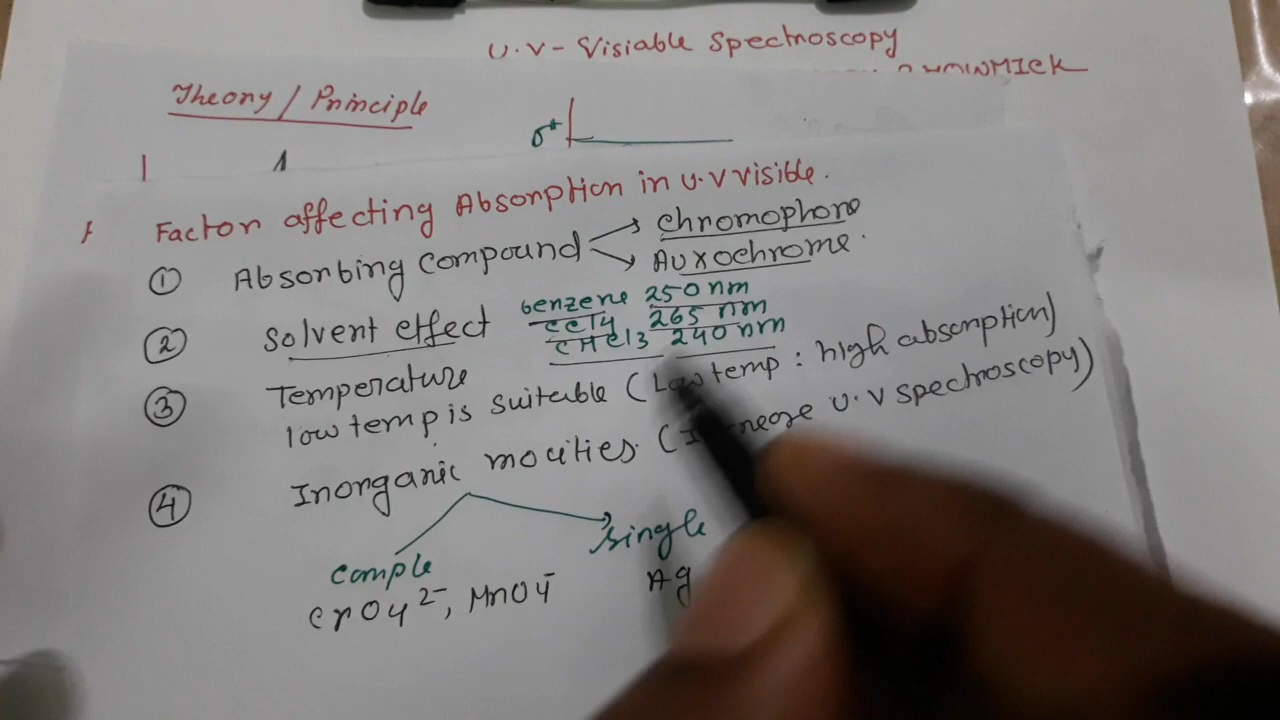 U.V - Visiable Spectroscopy
Theory / Principle
σ*
Factor affecting Absorption in U.V visible.
① Absorbing compound chromophore
Auxochrome.
② Solvent effect benzene 250 nm
CCl4 265 nm
CHCl3 240 nm
③ Temperature
low temp is suiteble (Low temp : high absorption)
④ Inorganic moities. (U.V spectroscopy)
comple single
CrO4 2-, MnO4- Ag